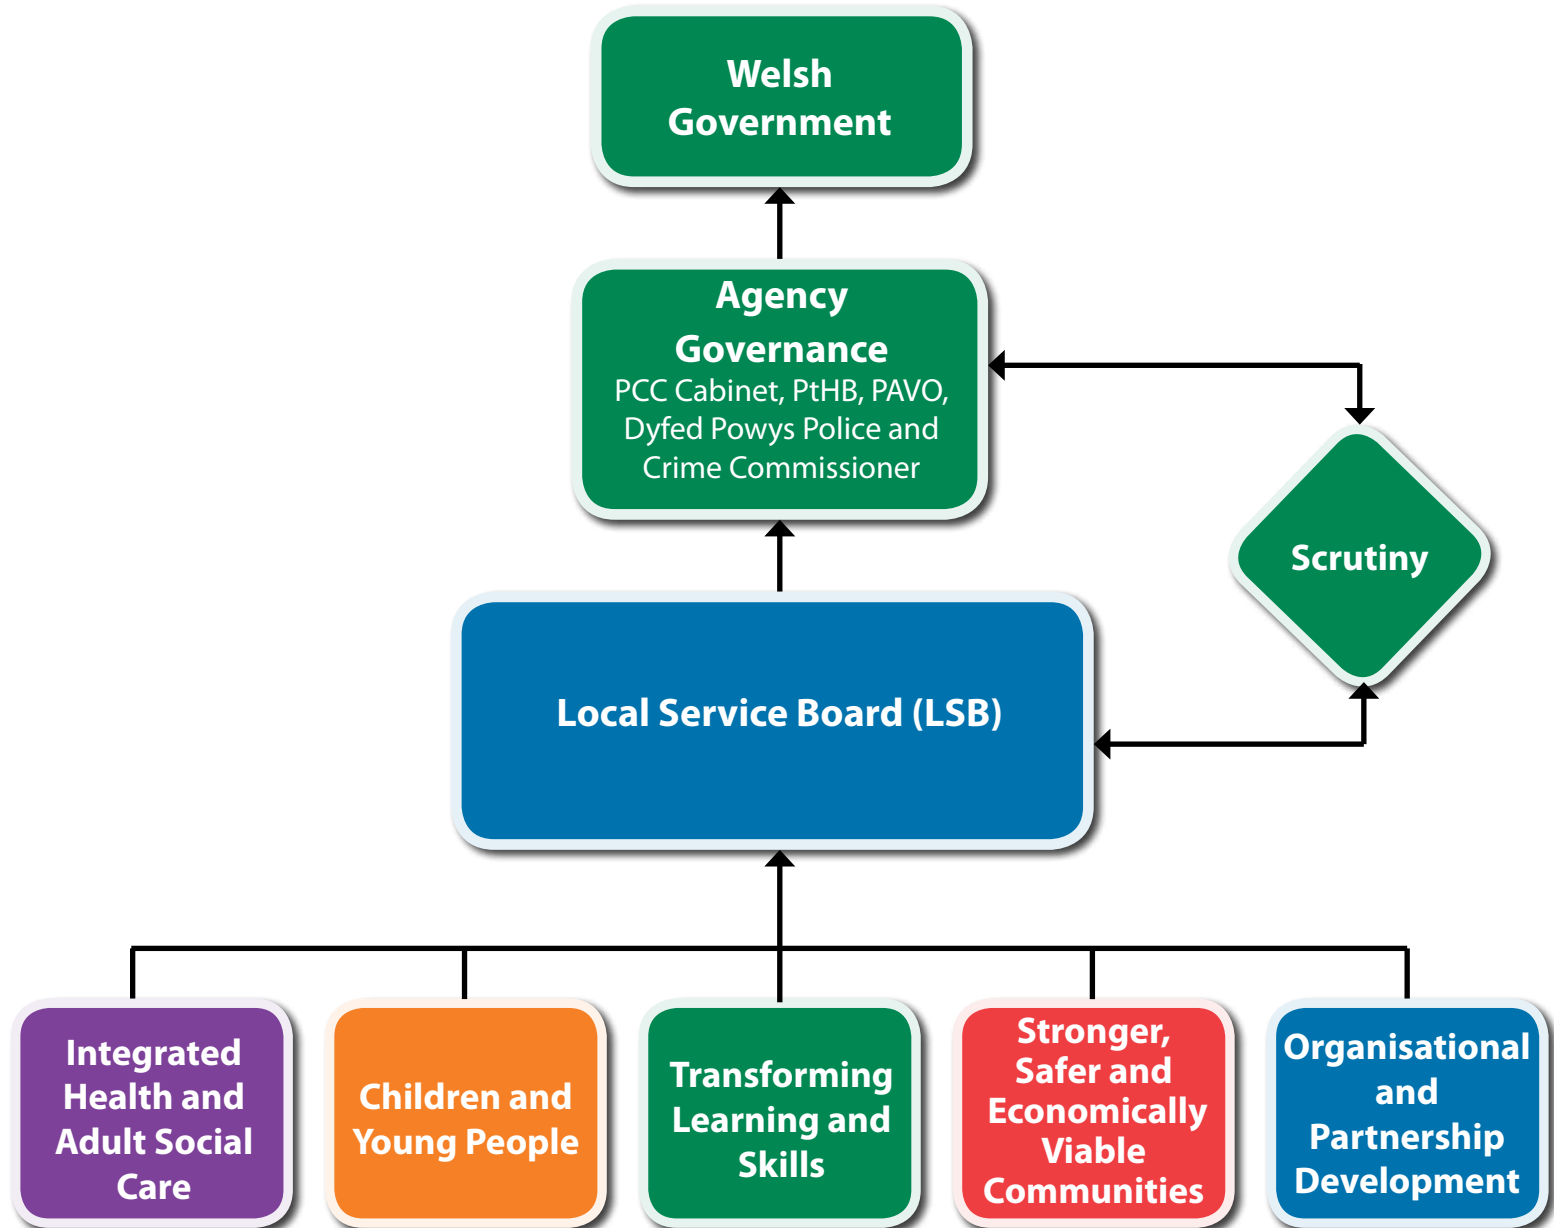 Welsh
Government
Agency
Governance
PCC Cabinet, PtHB, PAVO,
Dyfed Powys Police and
Crime Commissioner
Scrutiny
Local Service Board (LSB)
Integrated
Health and
Adult Social
Care
Children and
Young People
Transforming
Learning and
Skills
Stronger,
Safer and
Economically
Viable
Communities
Organisational
and
Partnership
Development